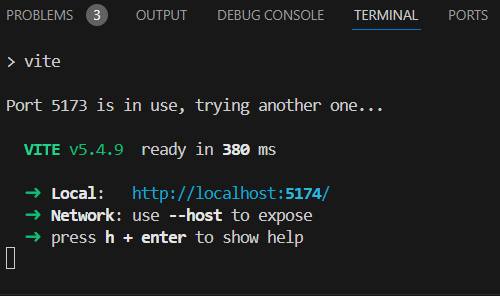 PROBLEMS 3 OUTPUT DEBUG CONSOLE TERMINAL PORTS
> vite
Port 5173 is in use, trying another one...
VITE v5.4.9 ready in 380 ms
➜ Local: http://localhost:5174/
➜ Network: use --host to expose
➜ press h + enter to show help